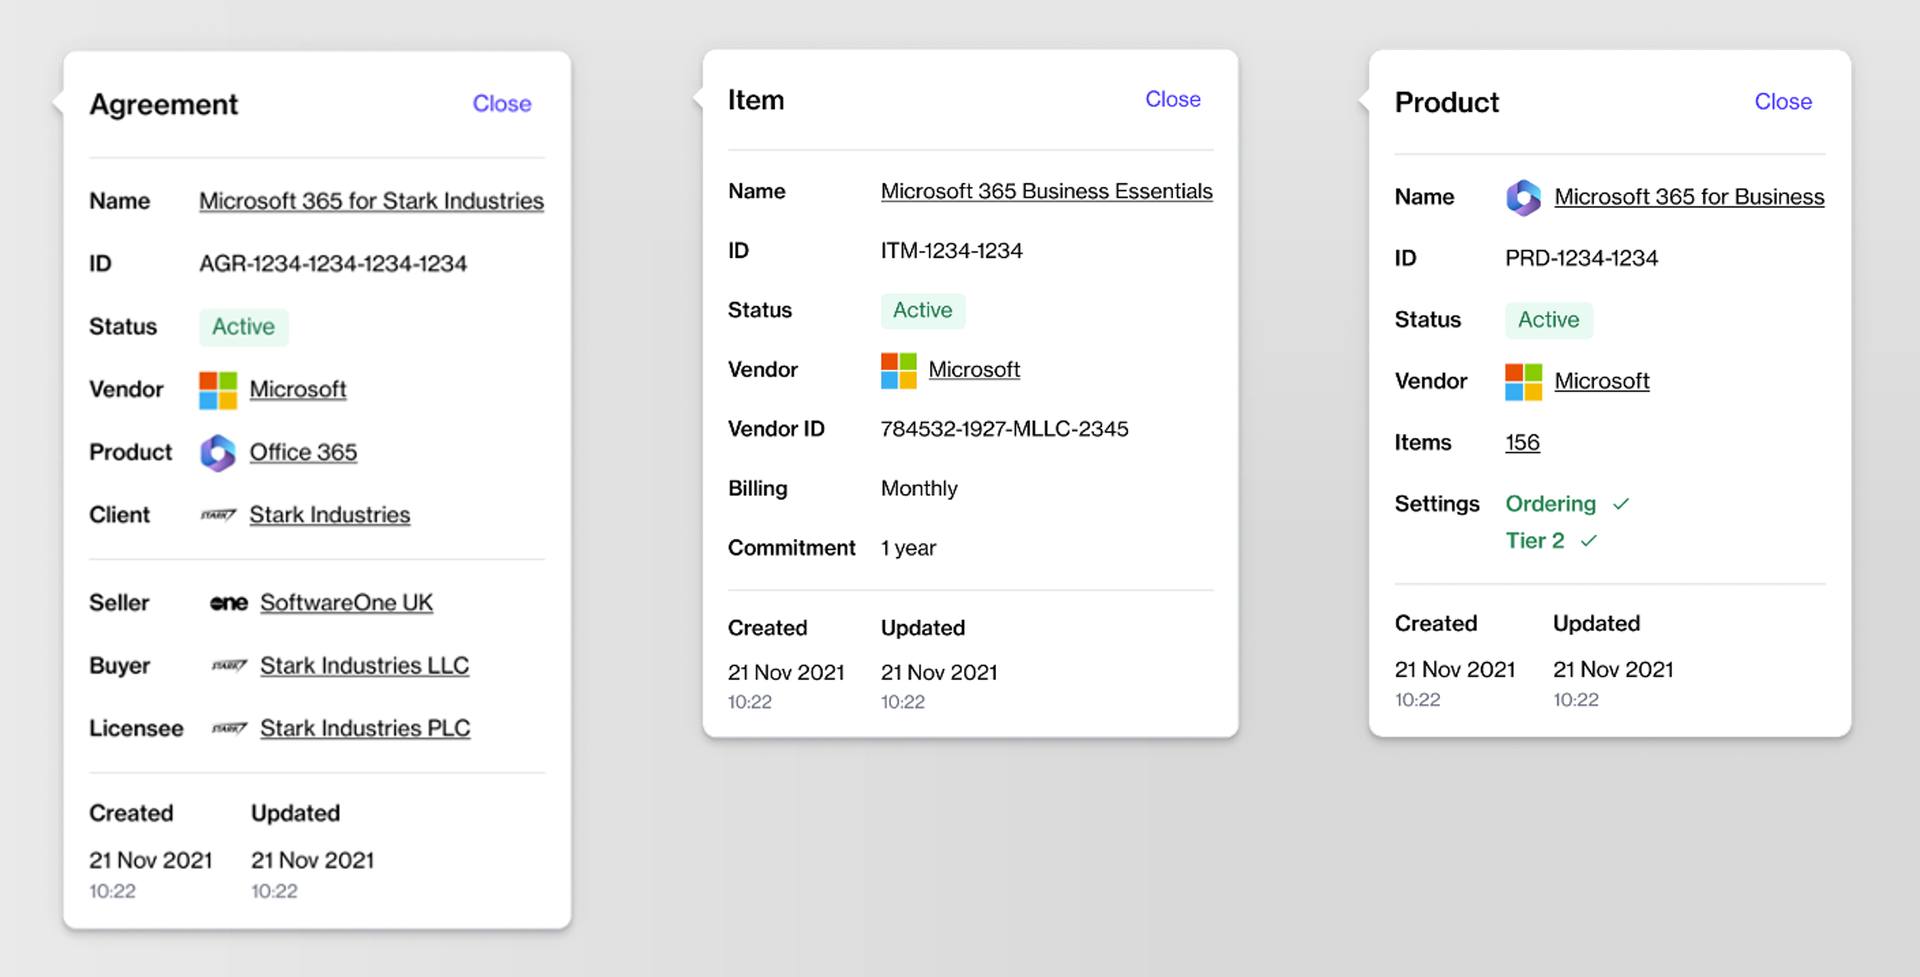 Agreement Close
Name Microsoft 365 for Stark Industries
ID AGR-1234-1234-1234-1234
Status Active
Vendor Microsoft
Product Office 365
Client STARK Stark Industries
Seller one SoftwareOne UK
Buyer STARK Stark Industries LLC
Licensee STARK Stark Industries PLC
Created Updated
21 Nov 2021 21 Nov 2021
10:22 10:22
Item Close
Name Microsoft 365 Business Essentials
ID ITM-1234-1234
Status Active
Vendor Microsoft
Vendor ID 784532-1927-MLLC-2345
Billing Monthly
Commitment 1 year
Created Updated
21 Nov 2021 21 Nov 2021
10:22 10:22
Product Close
Name Microsoft 365 for Business
ID PRD-1234-1234
Status Active
Vendor Microsoft
Items 156
Settings Ordering ✓
Tier 2 ✓
Created Updated
21 Nov 2021 21 Nov 2021
10:22 10:22